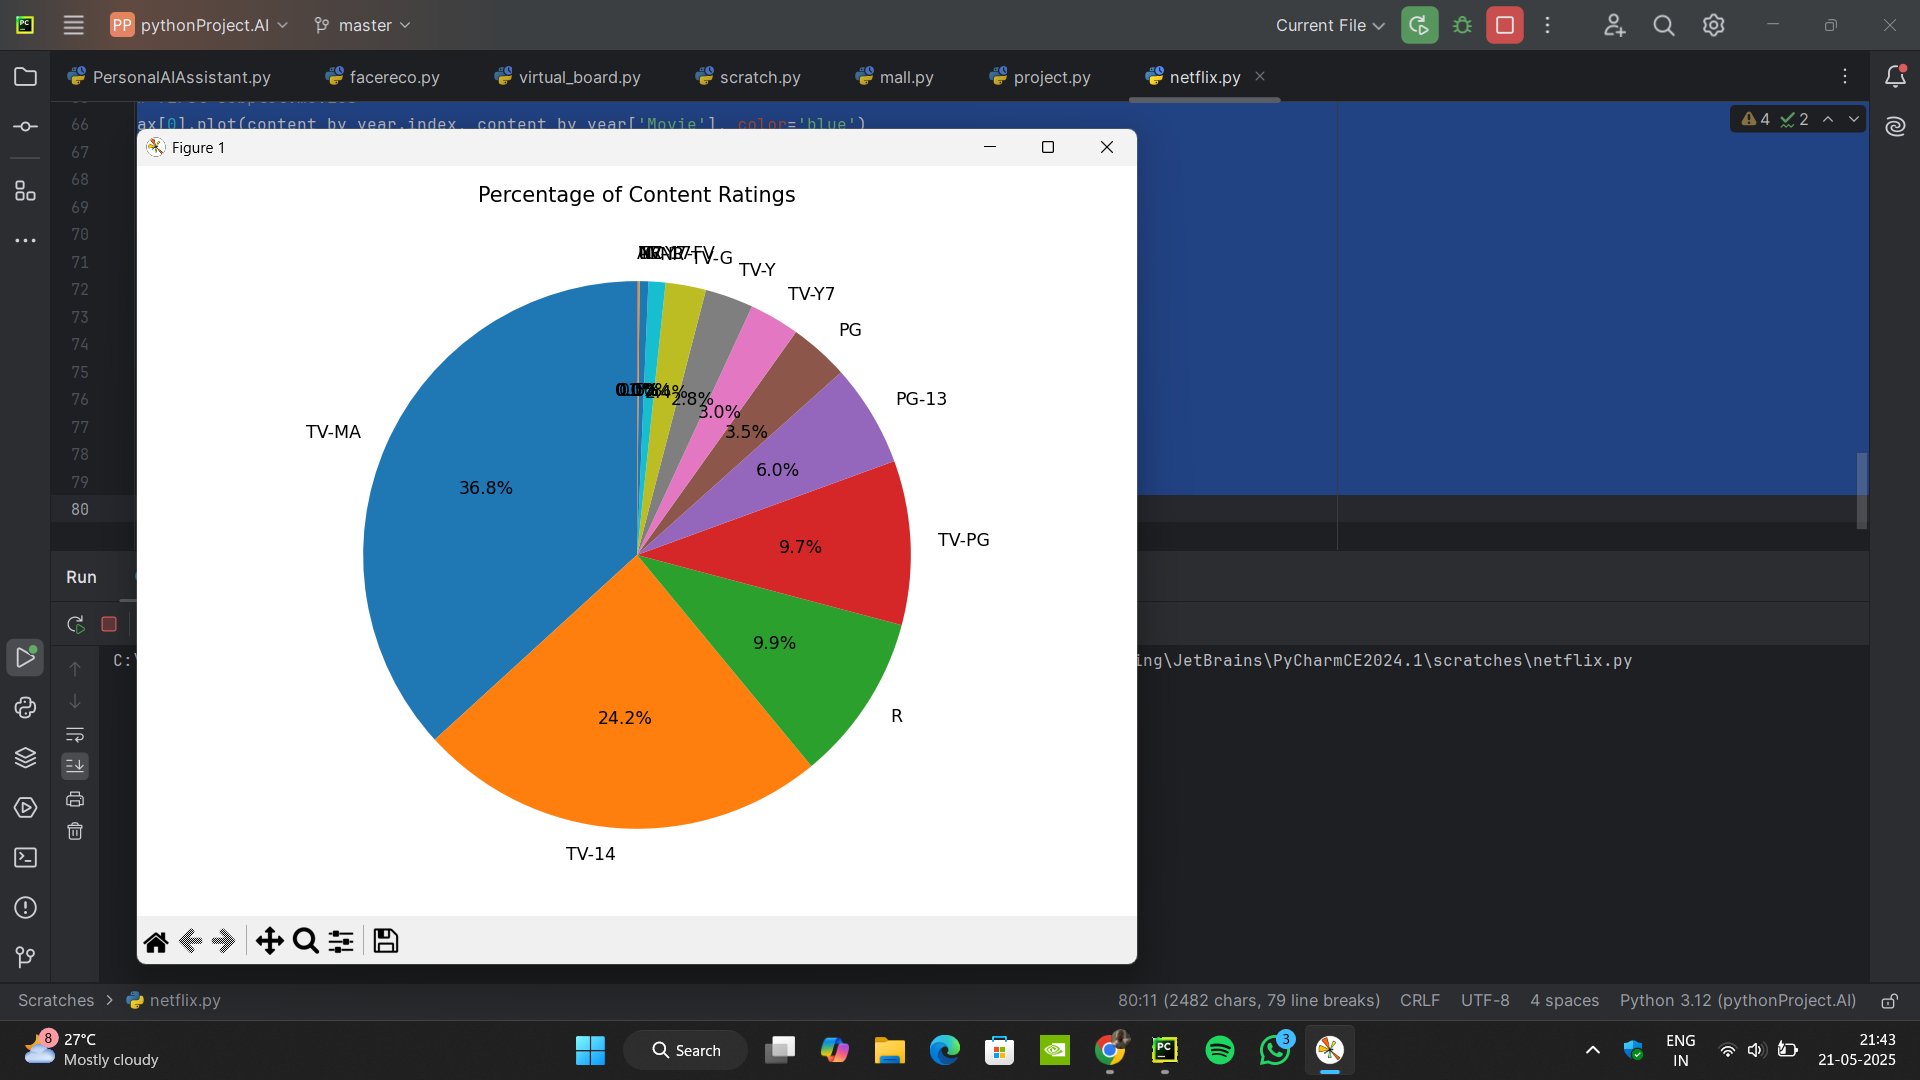 PC
PP pythonProject.AI master Current File
PersonalAIAssistant.py facereco.py virtual_board.py scratch.py mall.py project.py netflix.py
66 ax[0].plot(content_by_year.index, content_by_year['Movie'], color='blue')
4 2
67
68
69
70
71
72
73
74
75
76
77
78
79
80
Figure 1
Percentage of Content Ratings
TV-G
TV-Y
TV-Y7
PG
PG-13
TV-PG
R
TV-14
TV-MA
36.8%
24.2%
9.9%
9.7%
6.0%
3.5%
3.0%
2.8%
Run
C:\
ing\JetBrains\PyCharmCE2024.1\scratches\netflix.py
Scratches netflix.py 80:11 (2482 chars, 79 line breaks) CRLF UTF-8 4 spaces Python 3.12 (pythonProject.AI)
8 27°C
Mostly cloudy
Search
PC
3
ENG
IN
21:43
21-05-2025